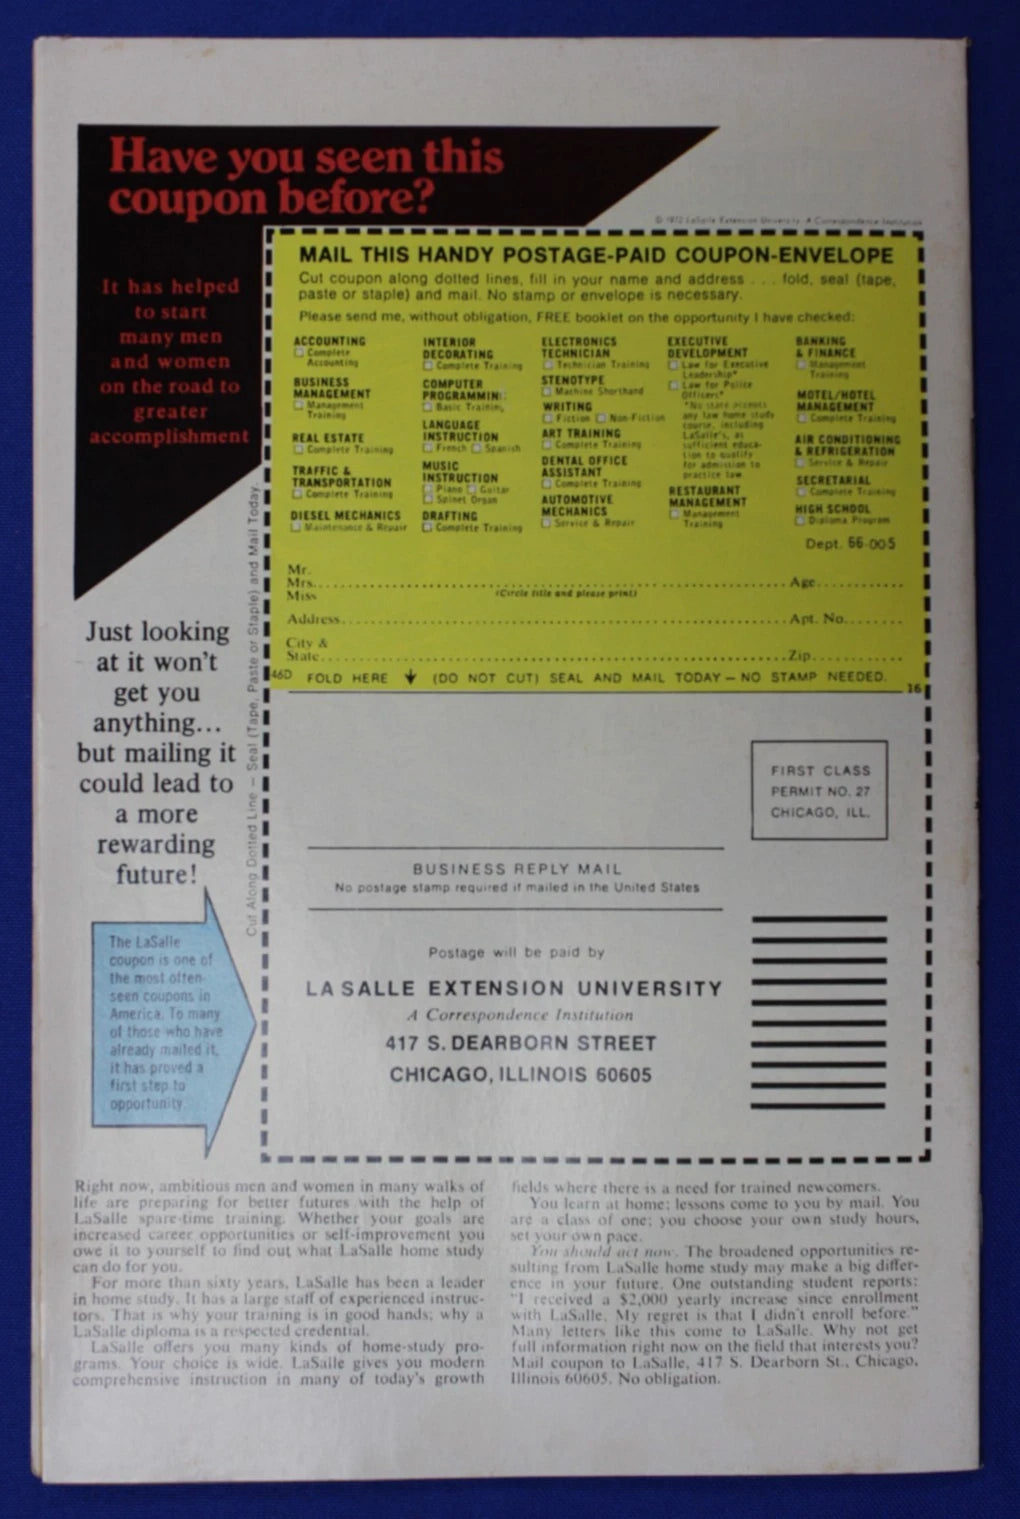 Have you seen this
coupon before?
© 1972 LaSalle Extension University. A Correspondence Institution
It has helped
to start
many men
and women
on the road to
greater
accomplishment
Just looking
at it won't
get you
anything...
but mailing it
could lead to
a more
rewarding
future!
The LaSalle
coupon is one of
the most often-
seen coupons in
America. To many
of those who have
already mailed it,
it has proved a
first step to
opportunity.
Cut Along Dotted Line — Seal (Tape, Paste or Staple) and Mail Today.
MAIL THIS HANDY POSTAGE-PAID COUPON-ENVELOPE
Cut coupon along dotted lines, fill in your name and address . . . fold, seal (tape,
paste or staple) and mail. No stamp or envelope is necessary.
Please send me, without obligation, FREE booklet on the opportunity I have checked:
ACCOUNTING
Complete
Accounting
BUSINESS
MANAGEMENT
Management
Training
REAL ESTATE
Complete Training
TRAFFIC &
TRANSPORTATION
Complete Training
DIESEL MECHANICS
Maintenance & Repair
INTERIOR
DECORATING
Complete Training
COMPUTER
PROGRAMMING
Basic Training
LANGUAGE
INSTRUCTION
French Spanish
MUSIC
INSTRUCTION
Piano Guitar
Spinet Organ
DRAFTING
Complete Training
ELECTRONICS
TECHNICIAN
Technician Training
STENOTYPE
Machine Shorthand
WRITING
Fiction Non-Fiction
ART TRAINING
Complete Training
DENTAL OFFICE
ASSISTANT
Complete Training
AUTOMOTIVE
MECHANICS
Service & Repair
EXECUTIVE
DEVELOPMENT
Law for Executive
Leadership*
Law for Police
Officers*
*No state accepts
any law home study
course, including
LaSalle's, as
sufficient educa-
tion to qualify
for admission to
practice law.
RESTAURANT
MANAGEMENT
Management
Training
BANKING
& FINANCE
Management
Training
MOTEL/HOTEL
MANAGEMENT
Complete Training
AIR CONDITIONING
& REFRIGERATION
Service & Repair
SECRETARIAL
Complete Training
HIGH SCHOOL
Diploma Program
Dept. 66-005
Mr.
Mrs. Age
Miss (Circle title and please print)
Address Apt. No.
City &
State Zip
46D FOLD HERE (DO NOT CUT) SEAL AND MAIL TODAY — NO STAMP NEEDED.
16
FIRST CLASS
PERMIT NO. 27
CHICAGO, ILL.
BUSINESS REPLY MAIL
No postage stamp required if mailed in the United States
Postage will be paid by
LA SALLE EXTENSION UNIVERSITY
A Correspondence Institution
417 S. DEARBORN STREET
CHICAGO, ILLINOIS 60605
Right now, ambitious men and women in many walks of
life are preparing for better futures with the help of
LaSalle spare-time training. Whether your goals are
increased career opportunities or self-improvement you
owe it to yourself to find out what LaSalle home study
can do for you.
For more than sixty years, LaSalle has been a leader
in home study. It has a large staff of experienced instruc-
tors. That is why your training is in good hands; why a
LaSalle diploma is a respected credential.
LaSalle offers you many kinds of home-study pro-
grams. Your choice is wide. LaSalle gives you modern
comprehensive instruction in many of today's growth
fields where there is a need for trained newcomers.
You learn at home; lessons come to you by mail. You
are a class of one; you choose your own study hours,
set your own pace.
You should act now. The broadened opportunities re-
sulting from LaSalle home study may make a big differ-
ence in your future. One outstanding student reports:
"I received a $2,000 yearly increase since enrollment
with LaSalle. My regret is that I didn't enroll before."
Many letters like this come to LaSalle. Why not get
full information right now on the field that interests you?
Mail coupon to LaSalle, 417 S. Dearborn St., Chicago,
Illinois 60605. No obligation.